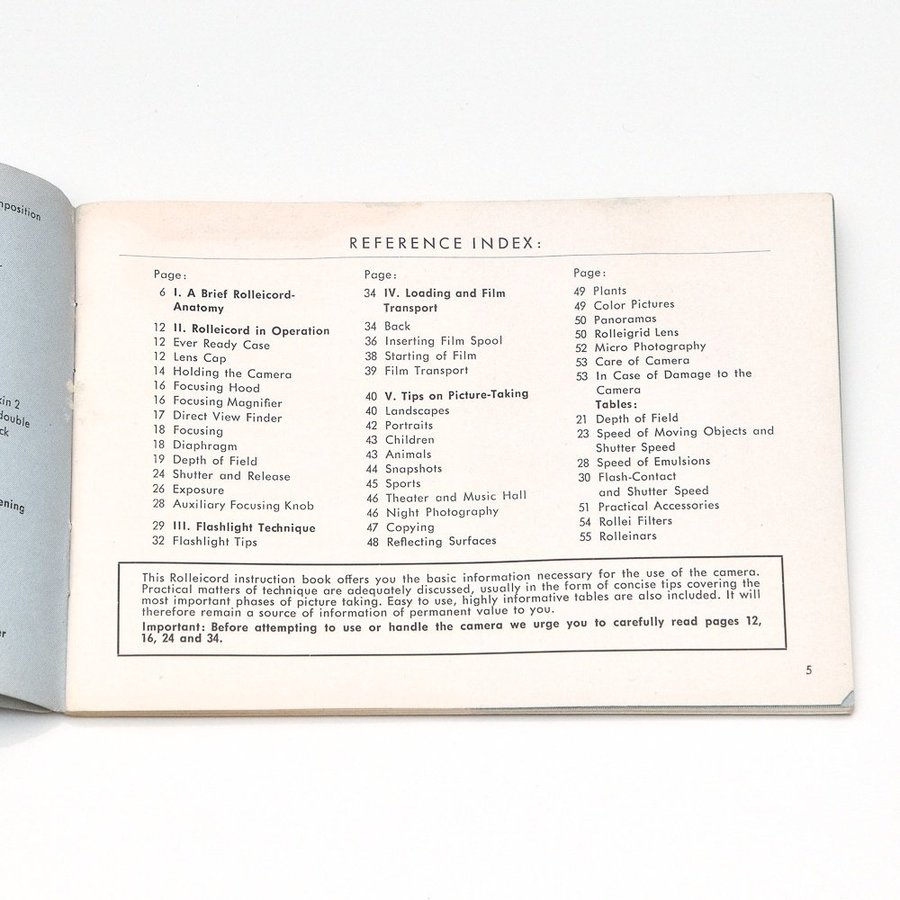 position
kin 2
double
ck
ening
er
REFERENCE INDEX:
Page:
6 I. A Brief Rolleicord-
Anatomy
12 II. Rolleicord in Operation
12 Ever Ready Case
12 Lens Cap
14 Holding the Camera
16 Focusing Hood
16 Focusing Magnifier
17 Direct View Finder
18 Focusing
18 Diaphragm
19 Depth of Field
24 Shutter and Release
26 Exposure
28 Auxiliary Focusing Knob
29 III. Flashlight Technique
32 Flashlight Tips
Page:
34 IV. Loading and Film
Transport
34 Back
36 Inserting Film Spool
38 Starting of Film
39 Film Transport
40 V. Tips on Picture-Taking
40 Landscapes
42 Portraits
43 Children
43 Animals
44 Snapshots
45 Sports
46 Theater and Music Hall
46 Night Photography
47 Copying
48 Reflecting Surfaces
Page:
49 Plants
49 Color Pictures
50 Panoramas
50 Rolleigrid Lens
52 Micro Photography
53 Care of Camera
53 In Case of Damage to the
Camera
Tables:
21 Depth of Field
23 Speed of Moving Objects and
Shutter Speed
28 Speed of Emulsions
30 Flash-Contact
and Shutter Speed
51 Practical Accessories
54 Rollei Filters
55 Rolleinars
This Rolleicord instruction book offers you the basic information necessary for the use of the camera.
Practical matters of technique are adequately discussed, usually in the form of concise tips covering the
most important phases of picture taking. Easy to use, highly informative tables are also included. It will
therefore remain a source of information of permanent value to you.
Important: Before attempting to use or handle the camera we urge you to carefully read pages 12,
16, 24 and 34.
5